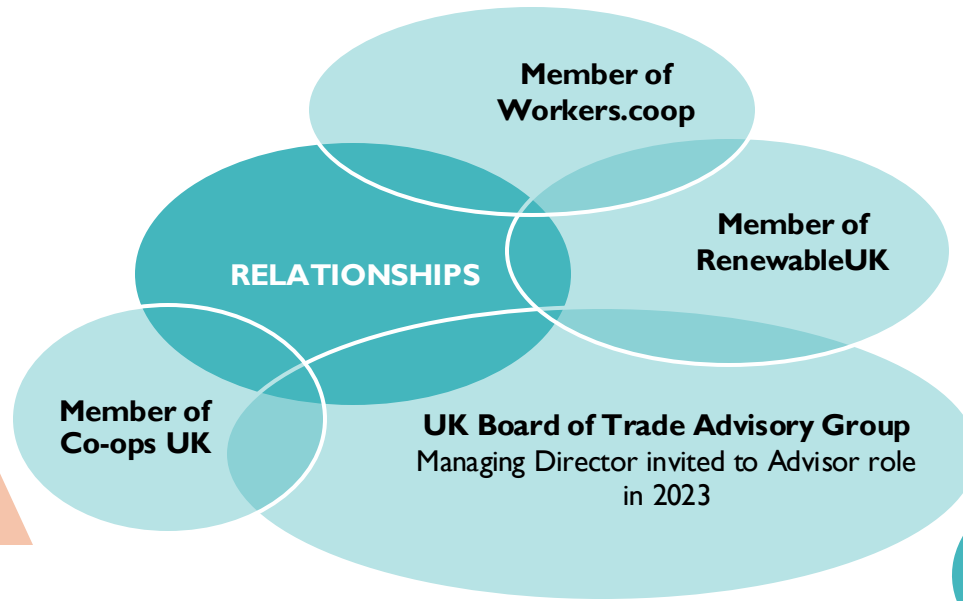 Member of
Workers.coop
Member of
RenewableUK
RELATIONSHIPS
Member of
Co-ops UK
UK Board of Trade Advisory Group
Managing Director invited to Advisor role
in 2023